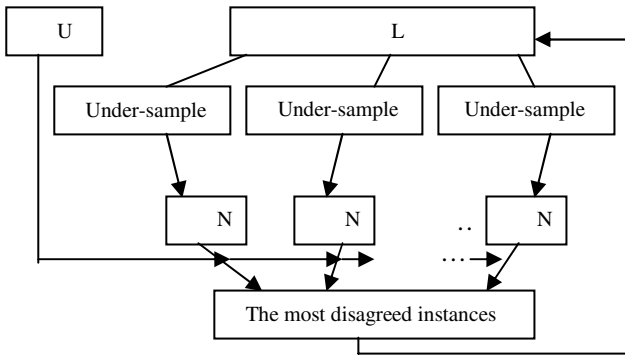 U
L
Under-sample
Under-sample
Under-sample
N
N
..
N
...
The most disagreed instances